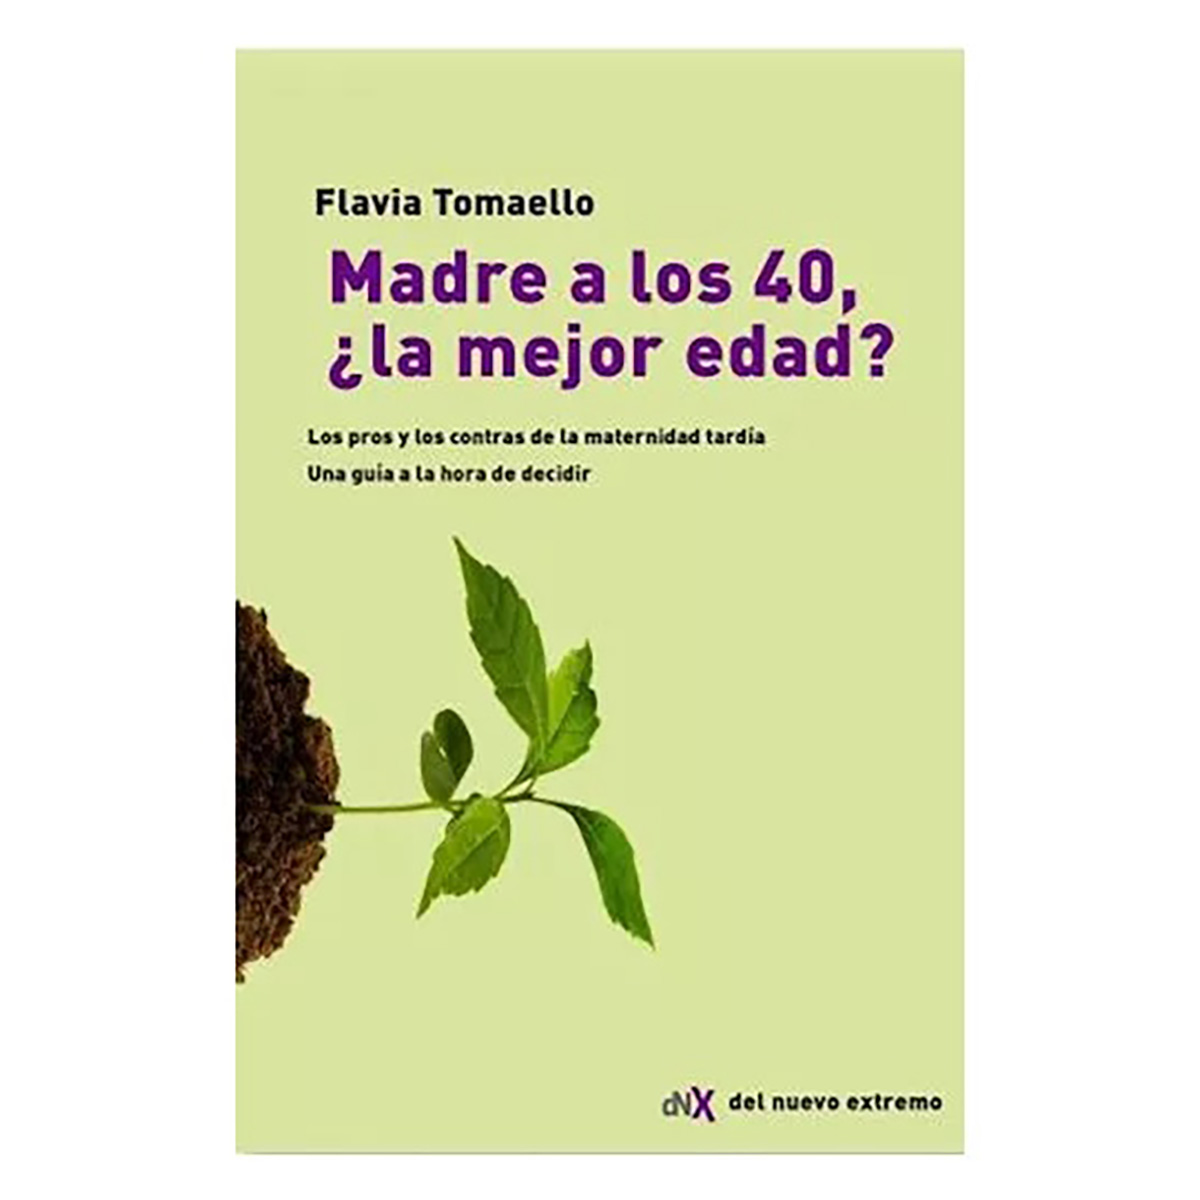 Flavia Tomaello
Madre a los 40,
¿la mejor edad?
Los pros y los contras de la maternidad tardía
Una guía a la hora de decidir
dNX del nuevo extremo